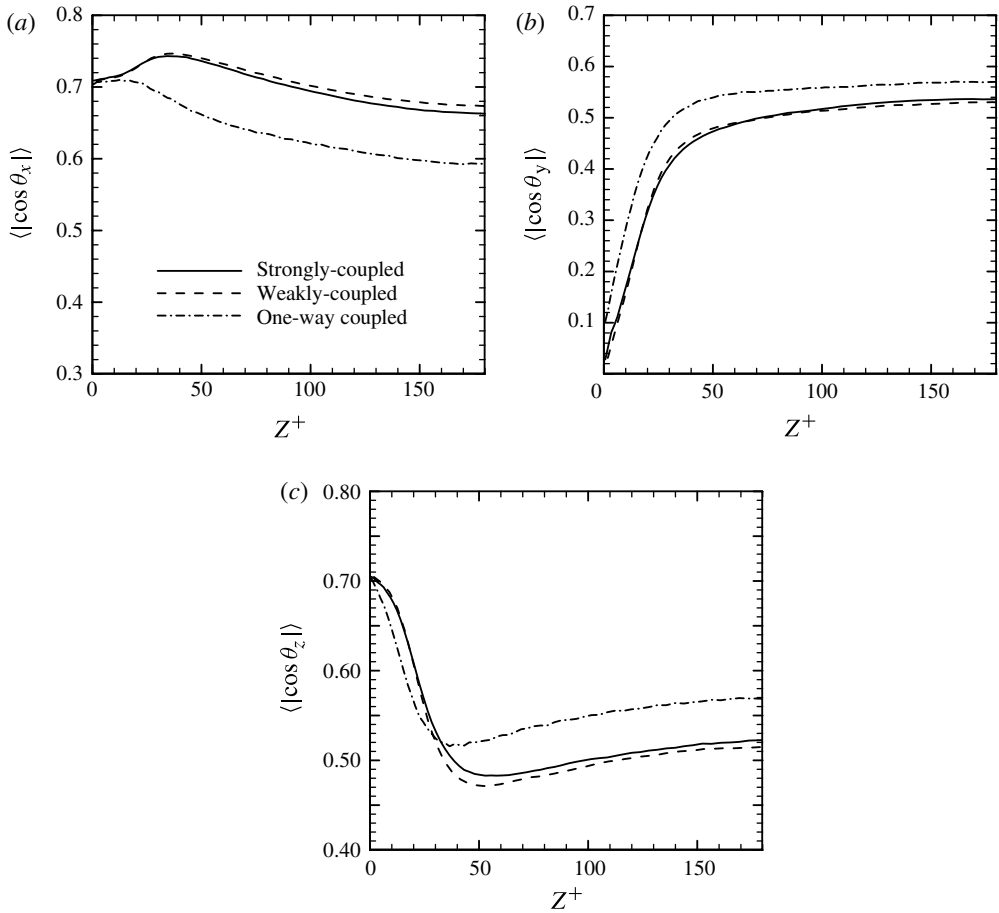 (a)
0.8
0.7
0.6
0.5
0.4
0.3
⟨|cos θx|⟩
Strongly-coupled
Weakly-coupled
One-way coupled
0 50 100 150
Z+
(b)
0.7
0.6
0.5
0.4
0.3
0.2
0.1
⟨|cos θy|⟩
0 50 100 150
Z+
(c)
0.80
0.70
0.60
0.50
0.40
⟨|cos θz|⟩
0 50 100 150
Z+